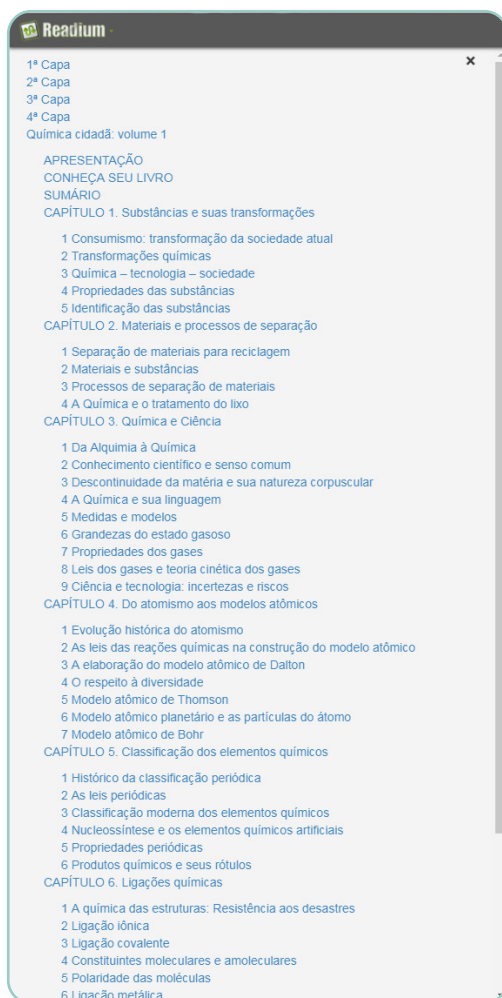 Readium
1ª Capa
2ª Capa
3ª Capa
4ª Capa
Química cidadã: volume 1
APRESENTAÇÃO
CONHEÇA SEU LIVRO
SUMÁRIO
CAPÍTULO 1. Substâncias e suas transformações
1 Consumismo: transformação da sociedade atual
2 Transformações químicas
3 Química – tecnologia – sociedade
4 Propriedades das substâncias
5 Identificação das substâncias
CAPÍTULO 2. Materiais e processos de separação
1 Separação de materiais para reciclagem
2 Materiais e substâncias
3 Processos de separação de materiais
4 A Química e o tratamento do lixo
CAPÍTULO 3. Química e Ciência
1 Da Alquimia à Química
2 Conhecimento científico e senso comum
3 Descontinuidade da matéria e sua natureza corpuscular
4 A Química e sua linguagem
5 Medidas e modelos
6 Grandezas do estado gasoso
7 Propriedades dos gases
8 Leis dos gases e teoria cinética dos gases
9 Ciência e tecnologia: incertezas e riscos
CAPÍTULO 4. Do atomismo aos modelos atômicos
1 Evolução histórica do atomismo
2 As leis das reações químicas na construção do modelo atômico
3 A elaboração do modelo atômico de Dalton
4 O respeito à diversidade
5 Modelo atômico de Thomson
6 Modelo atômico planetário e as partículas do átomo
7 Modelo atômico de Bohr
CAPÍTULO 5. Classificação dos elementos químicos
1 Histórico da classificação periódica
2 As leis periódicas
3 Classificação moderna dos elementos químicos
4 Nucleossíntese e os elementos químicos artificiais
5 Propriedades periódicas
6 Produtos químicos e seus rótulos
CAPÍTULO 6. Ligações químicas
1 A química das estruturas: Resistência aos desastres
2 Ligação iônica
3 Ligação covalente
4 Constituintes moleculares e amoleculares
5 Polaridade das moléculas
6 Ligação metálica